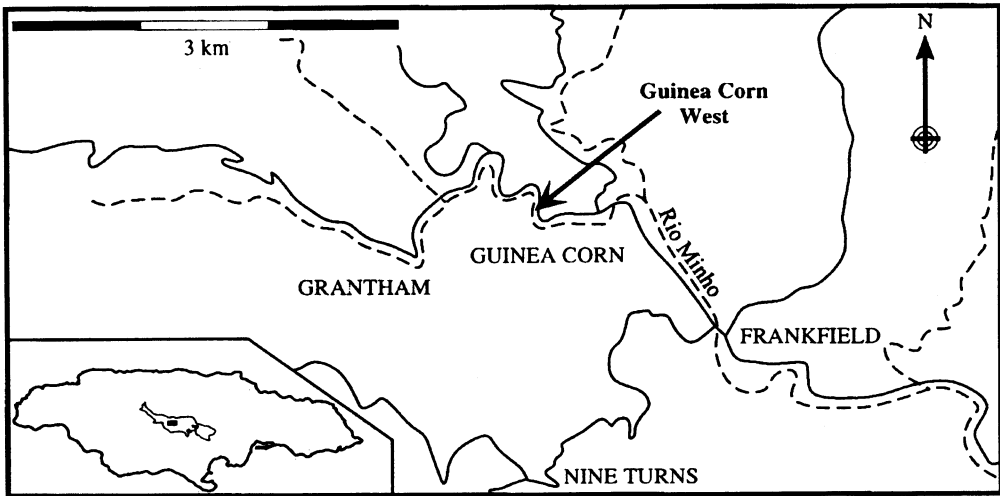 3 km
N
Guinea Corn
West
Rio Minho
GUINEA CORN
GRANTHAM
FRANKFIELD
NINE TURNS